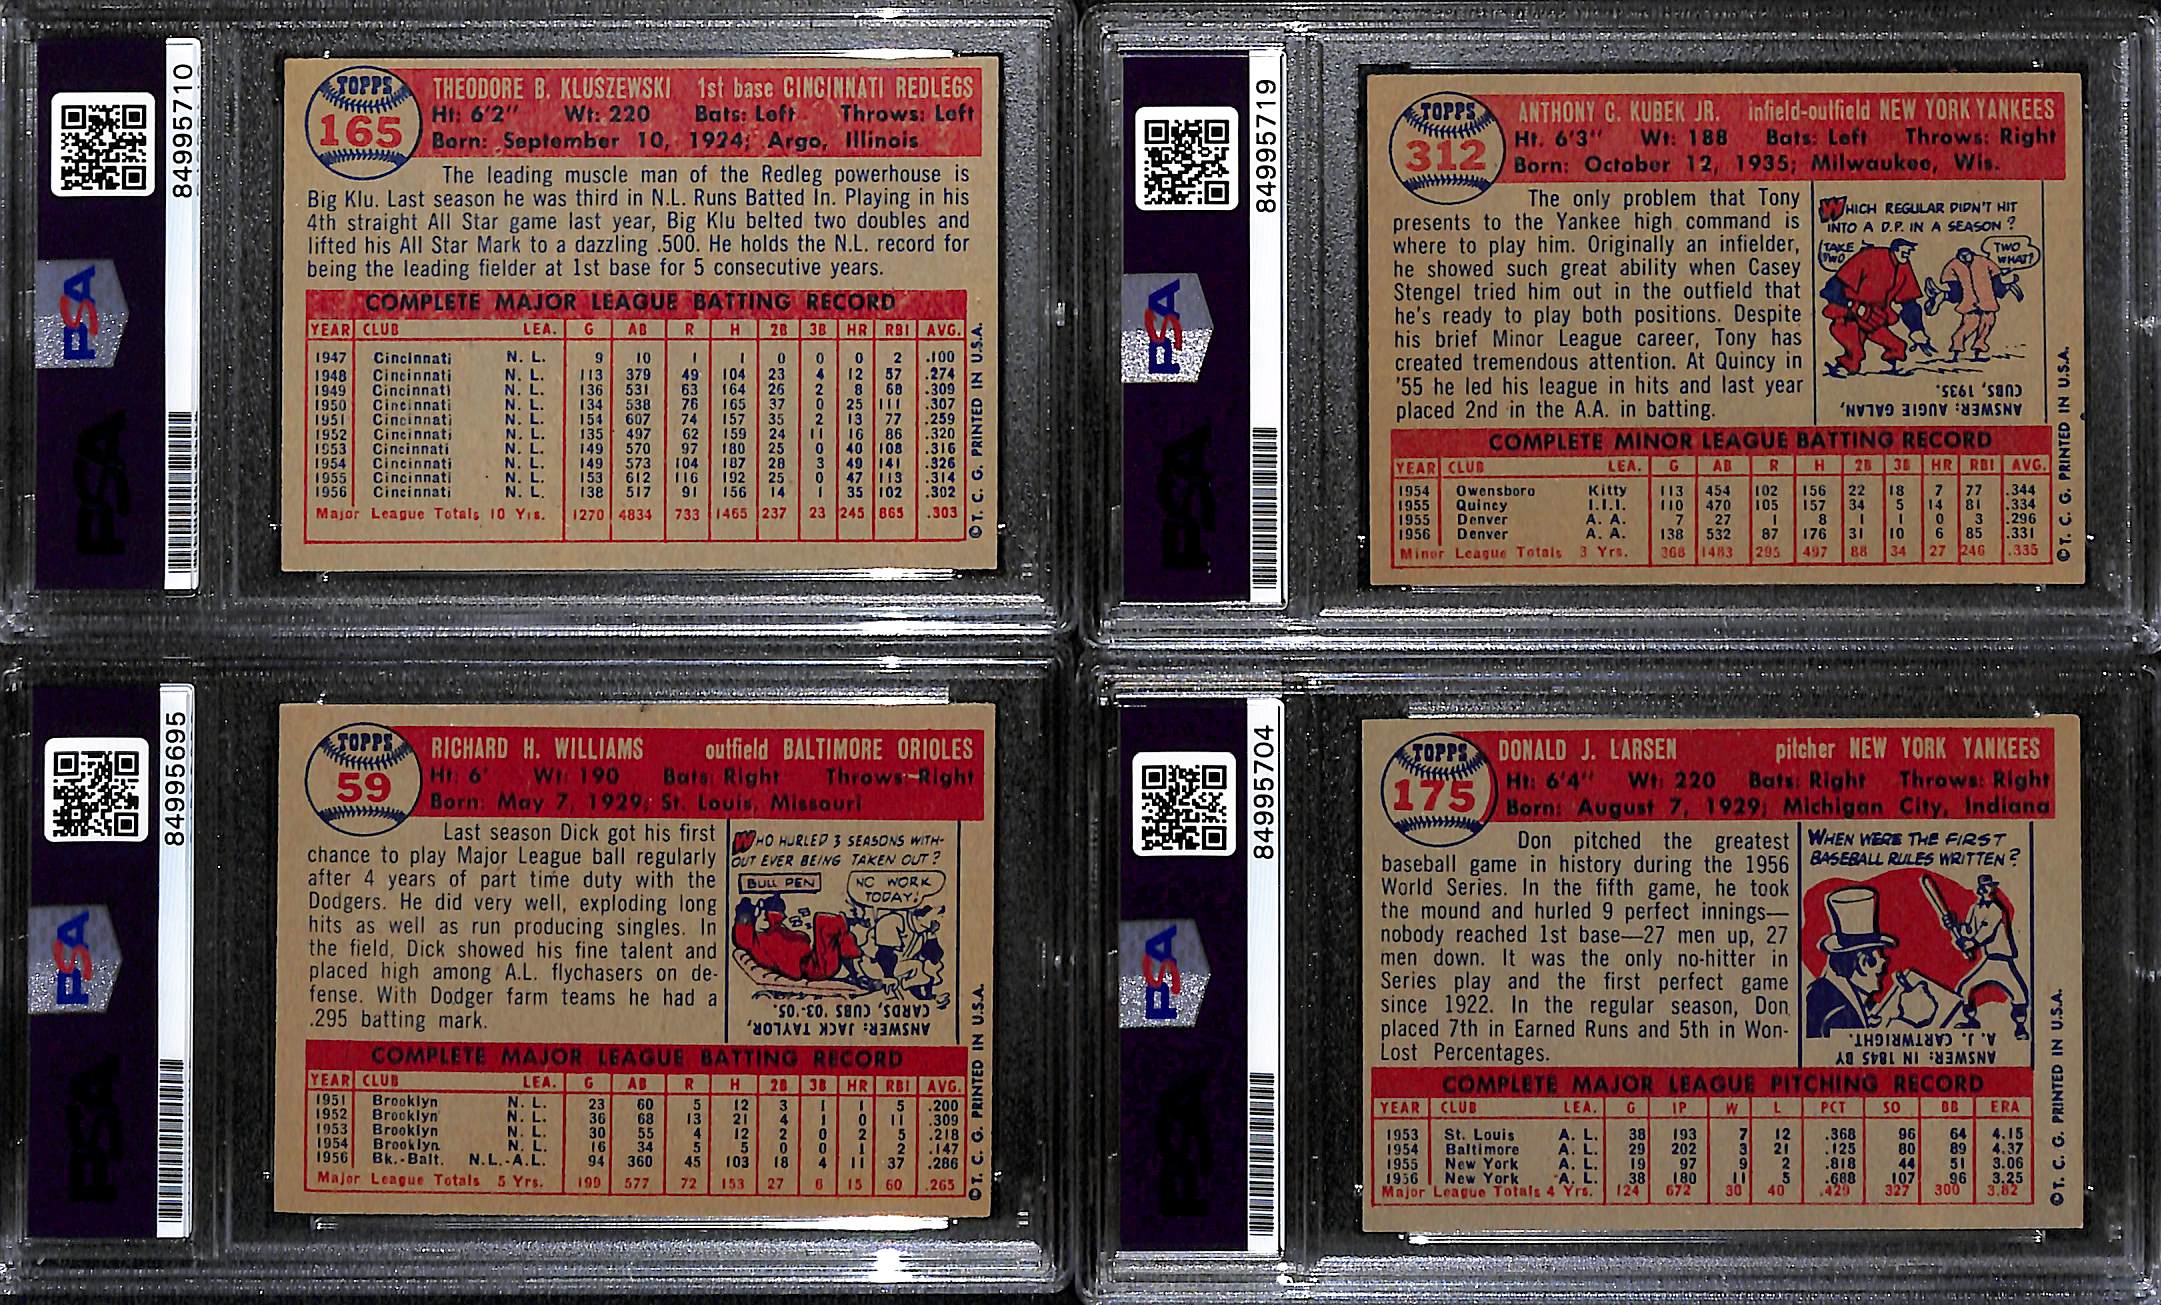 84995710
PSA
PSA
TOPPS
165
THEODORE B. KLUSZEWSKI 1st base CINCINNATI REDLEGS
Ht: 6'2" Wt: 220 Bats: Left Throws: Left
Born: September 10, 1924; Argo, Illinois
The leading muscle man of the Redleg powerhouse is
Big Klu. Last season he was third in N.L. Runs Batted In. Playing in his
4th straight All Star game last year, Big Klu belted two doubles and
lifted his All Star Mark to a dazzling .500. He holds the N.L. record for
being the leading fielder at 1st base for 5 consecutive years.
COMPLETE MAJOR LEAGUE BATTING RECORD
YEAR CLUB LEA. G AB R H 2B 3B HR RBI AVG.
1947 Cincinnati N. L. 9 10 1 1 0 0 0 2 .100
1948 Cincinnati N. L. 113 379 49 104 23 4 12 57 .274
1949 Cincinnati N. L. 136 531 63 164 26 2 8 68 .309
1950 Cincinnati N. L. 134 538 76 165 37 0 25 111 .307
1951 Cincinnati N. L. 154 607 74 157 35 2 13 77 .259
1952 Cincinnati N. L. 135 497 62 159 24 11 16 86 .320
1953 Cincinnati N. L. 149 570 97 180 25 0 40 108 .316
1954 Cincinnati N. L. 149 573 104 187 28 3 49 141 .326
1955 Cincinnati N. L. 153 612 116 192 25 0 47 113 .314
1956 Cincinnati N. L. 138 517 91 156 14 1 35 102 .302
Major League Totals 10 Yrs. 1270 4834 733 1465 237 23 245 865 .303
© T. C. G. PRINTED IN U.S.A.
84995719
PSA
PSA
TOPPS
312
ANTHONY C. KUBEK JR. infield-outfield NEW YORK YANKEES
Ht. 6'3" Wt: 188 Bats: Left Throws: Right
Born: October 12, 1935; Milwaukee, Wis.
The only problem that Tony
presents to the Yankee high command is
where to play him. Originally an infielder,
he showed such great ability when Casey
Stengel tried him out in the outfield that
he's ready to play both positions. Despite
his brief Minor League career, Tony has
created tremendous attention. At Quincy in
'55 he led his league in hits and last year
placed 2nd in the A.A. in batting.
WHICH REGULAR DIDN'T HIT
INTO A D.P. IN A SEASON?
TAKE TWO
TWO WHAT?
ANSWER: AUGIE GALAN,
CUBS, 1935.
COMPLETE MINOR LEAGUE BATTING RECORD
YEAR CLUB LEA. G AB R H 2B 3B HR RBI AVG.
1954 Owensboro Kitty 113 454 102 156 22 18 7 77 .344
1955 Quincy I.I.I. 110 470 105 157 34 5 14 81 .334
1955 Denver A. A. 7 27 1 8 1 1 0 3 .296
1956 Denver A. A. 138 532 87 176 31 10 6 85 .331
Minor League Totals 3 Yrs. 368 1483 295 497 88 34 27 246 .335
© T. C. G. PRINTED IN U.S.A.
84995695
PSA
PSA
TOPPS
59
RICHARD H. WILLIAMS outfield BALTIMORE ORIOLES
Ht: 6' Wt: 190 Bats: Right Throws: Right
Born: May 7, 1929; St. Louis, Missouri
Last season Dick got his first
chance to play Major League ball regularly
after 4 years of part time duty with the
Dodgers. He did very well, exploding long
hits as well as run producing singles. In
the field, Dick showed his fine talent and
placed high among A.L. flychasers on de-
fense. With Dodger farm teams he had a
.295 batting mark.
WHO HURLED 3 SEASONS WITH-
OUT EVER BEING TAKEN OUT?
BULL PEN
NO WORK TODAY!
ANSWER: JACK TAYLOR,
CARDS, CUBS '03-05.
COMPLETE MAJOR LEAGUE BATTING RECORD
YEAR CLUB LEA. G AB R H 2B 3B HR RBI AVG.
1951 Brooklyn N. L. 23 60 5 12 3 1 1 5 .200
1952 Brooklyn N. L. 36 68 13 21 4 1 0 11 .309
1953 Brooklyn N. L. 30 55 4 12 2 0 2 5 .218
1954 Brooklyn N. L. 16 34 5 5 0 0 1 2 .147
1956 Bk.-Balt. N.L.-A.L. 94 360 45 103 18 4 11 37 .286
Major League Totals 5 Yrs. 199 577 72 153 27 6 15 60 .265
© T. C. G. PRINTED IN U.S.A.
84995704
PSA
PSA
TOPPS
175
DONALD J. LARSEN pitcher NEW YORK YANKEES
Ht: 6'4" Wt: 220 Bats: Right Throws: Right
Born: August 7, 1929; Michigan City, Indiana
Don pitched the greatest
baseball game in history during the 1956
World Series. In the fifth game, he took
the mound and hurled 9 perfect innings—
nobody reached 1st base—27 men up, 27
men down. It was the only no-hitter in
Series play and the first perfect game
since 1922. In the regular season, Don
placed 7th in Earned Runs and 5th in Won-
Lost Percentages.
WHEN WERE THE FIRST
BASEBALL RULES WRITTEN?
ANSWER: IN 1845 BY
A. J. CARTWRIGHT.
COMPLETE MAJOR LEAGUE PITCHING RECORD
YEAR CLUB LEA. G IP W L PCT SO BB ERA
1953 St. Louis A. L. 38 193 7 12 .368 96 64 4.15
1954 Baltimore A. L. 29 202 3 21 .125 80 89 4.37
1955 New York A. L. 19 97 9 2 .818 44 51 3.06
1956 New York A. L. 38 180 11 5 .688 107 96 3.25
Major League Totals 4 Yrs. 124 672 30 40 .429 327 300 3.82
© T. C. G. PRINTED IN U.S.A.